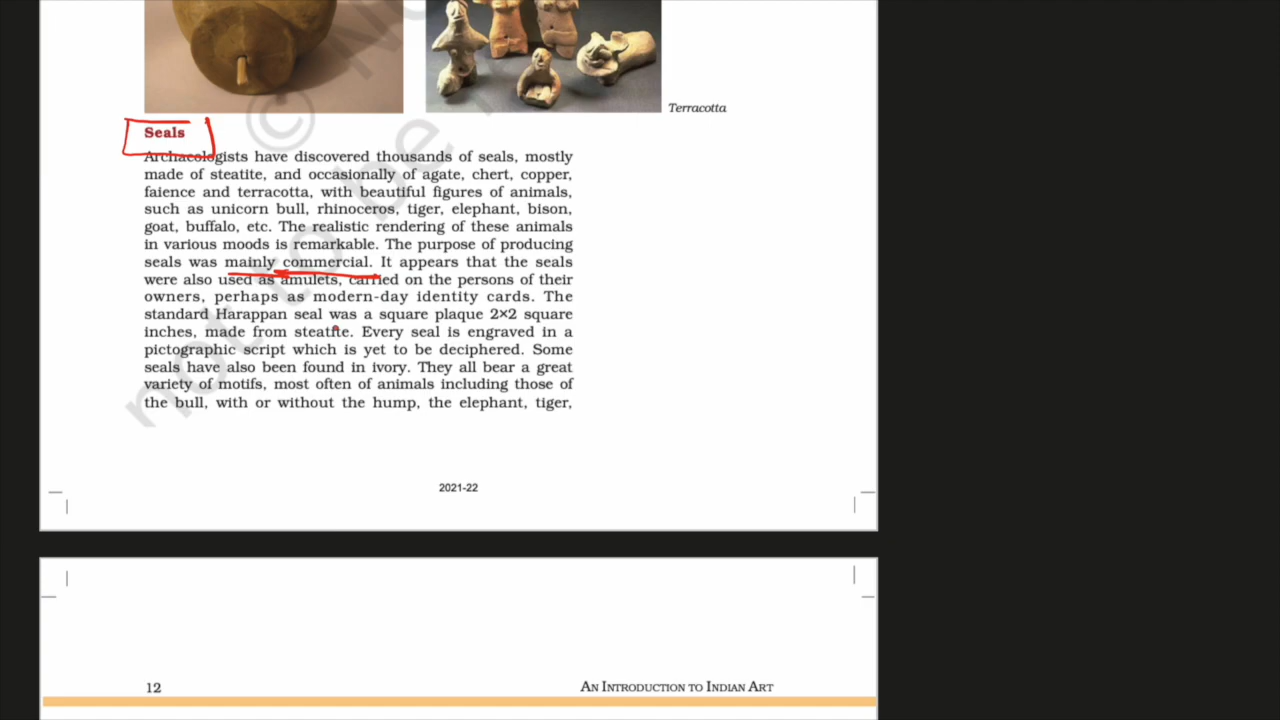 Terracotta
Seals
Archaeologists have discovered thousands of seals, mostly
made of steatite, and occasionally of agate, chert, copper,
faience and terracotta, with beautiful figures of animals,
such as unicorn bull, rhinoceros, tiger, elephant, bison,
goat, buffalo, etc. The realistic rendering of these animals
in various moods is remarkable. The purpose of producing
seals was mainly commercial. It appears that the seals
were also used as amulets, carried on the persons of their
owners, perhaps as modern-day identity cards. The
standard Harappan seal was a square plaque 2×2 square
inches, made from steatite. Every seal is engraved in a
pictographic script which is yet to be deciphered. Some
seals have also been found in ivory. They all bear a great
variety of motifs, most often of animals including those of
the bull, with or without the hump, the elephant, tiger,
not to be
2021-22
12
AN INTRODUCTION TO INDIAN ART